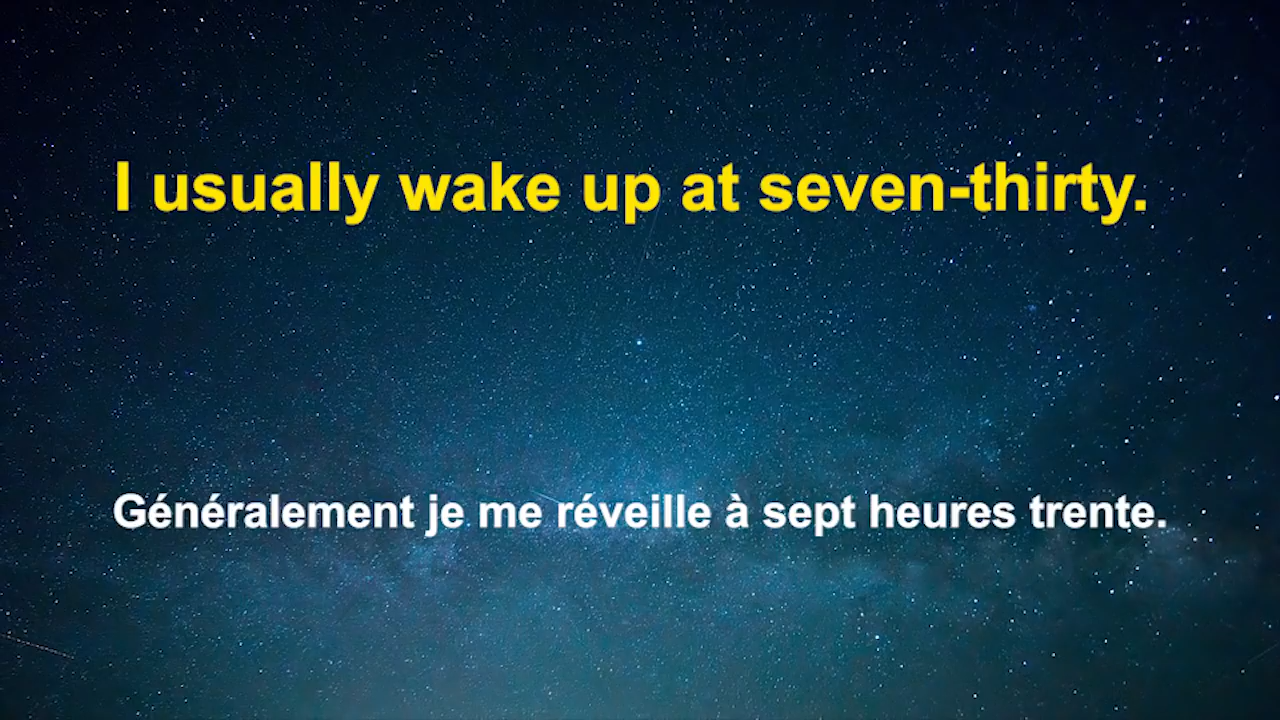 I usually wake up at seven-thirty.
Généralement je me réveille à sept heures trente.